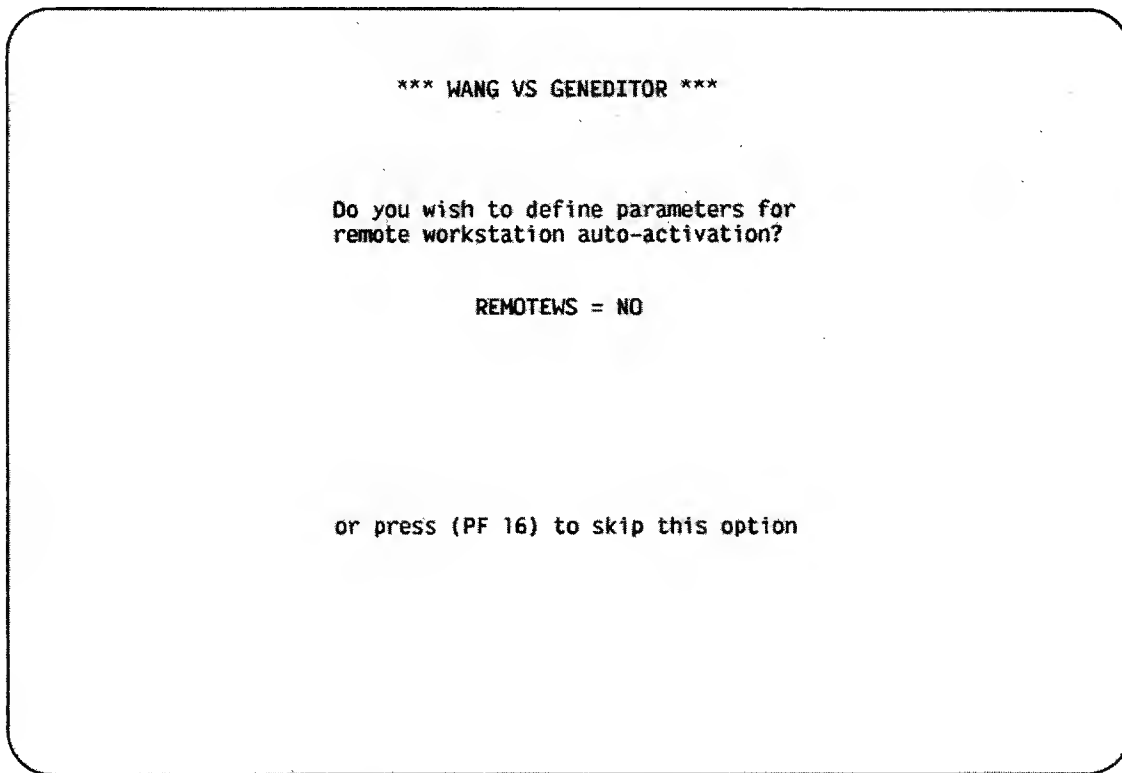 *** WANG VS GENEDITOR ***
Do you wish to define parameters for
remote workstation auto-activation?
REMOTEWS = NO
or press (PF 16) to skip this option